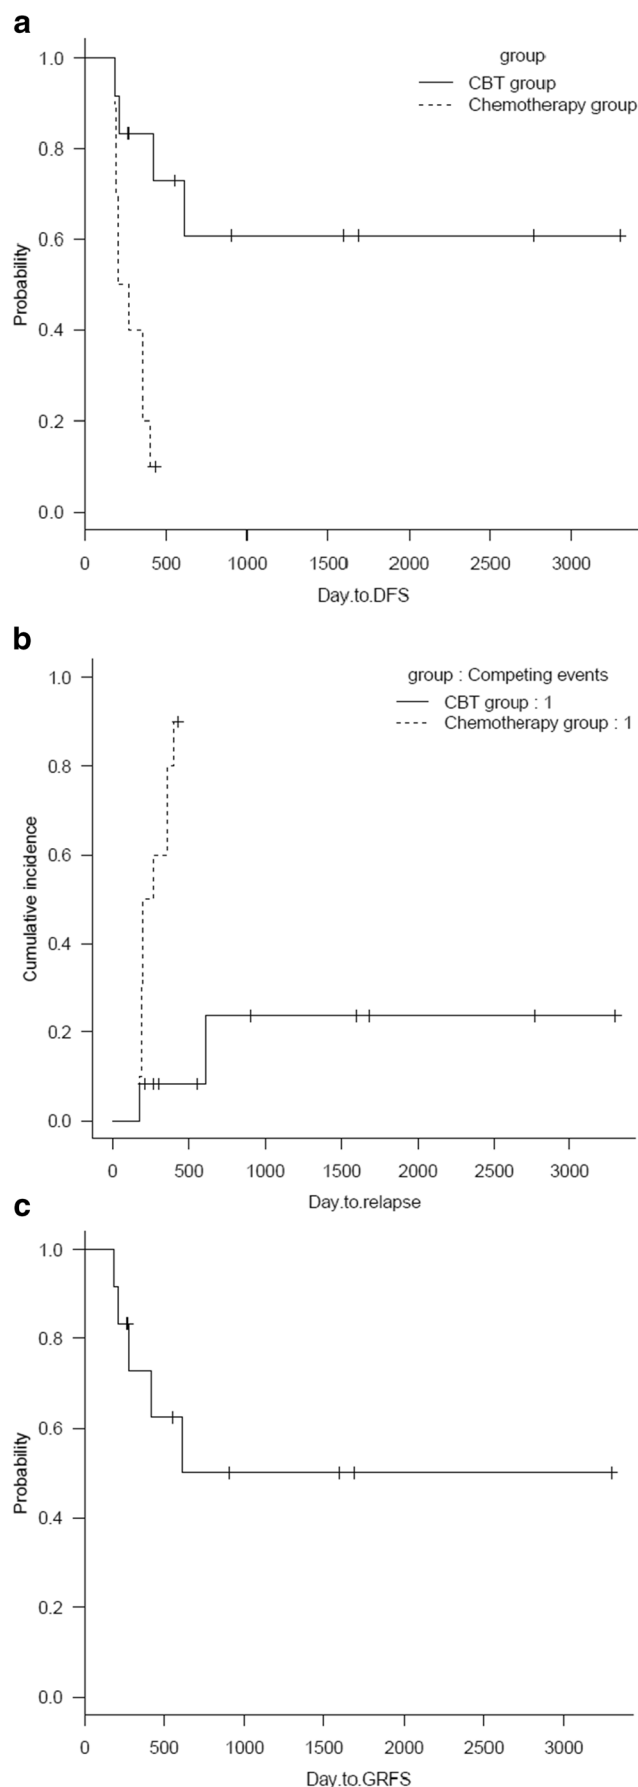 a
group
CBT group
Chemotherapy group
Probability
1.0
0.8
0.6
0.4
0.2
0.0
0 500 1000 1500 2000 2500 3000
Day.to.DFS
b
group : Competing events
CBT group : 1
Chemotherapy group : 1
Cumulative incidence
1.0
0.8
0.6
0.4
0.2
0.0
0 500 1000 1500 2000 2500 3000
Day.to.relapse
c
Probability
1.0
0.8
0.6
0.4
0.2
0.0
0 500 1000 1500 2000 2500 3000
Day.to.GRFS